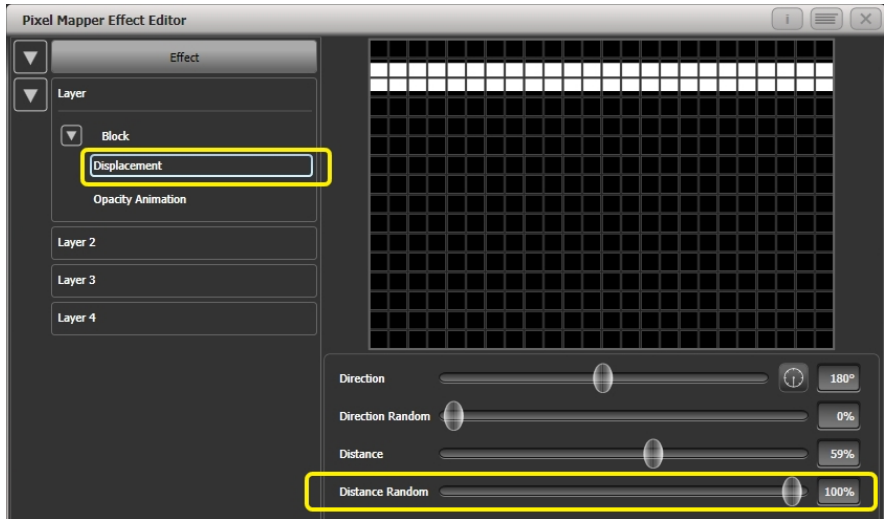 Pixel Mapper Effect Editor
i
Effect
Layer
Block
Displacement
Opacity Animation
Layer 2
Layer 3
Layer 4
Direction 180°
Direction Random 0%
Distance 59%
Distance Random 100%